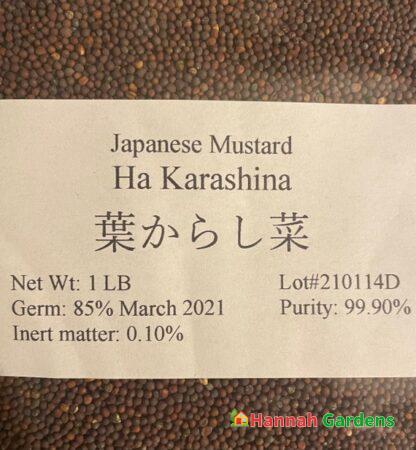 Japanese Mustard
Ha Karashina
葉からし菜
Net Wt: 1 LB Lot#210114D
Germ: 85% March 2021 Purity: 99.90%
Inert matter: 0.10%
Hannah Gardens